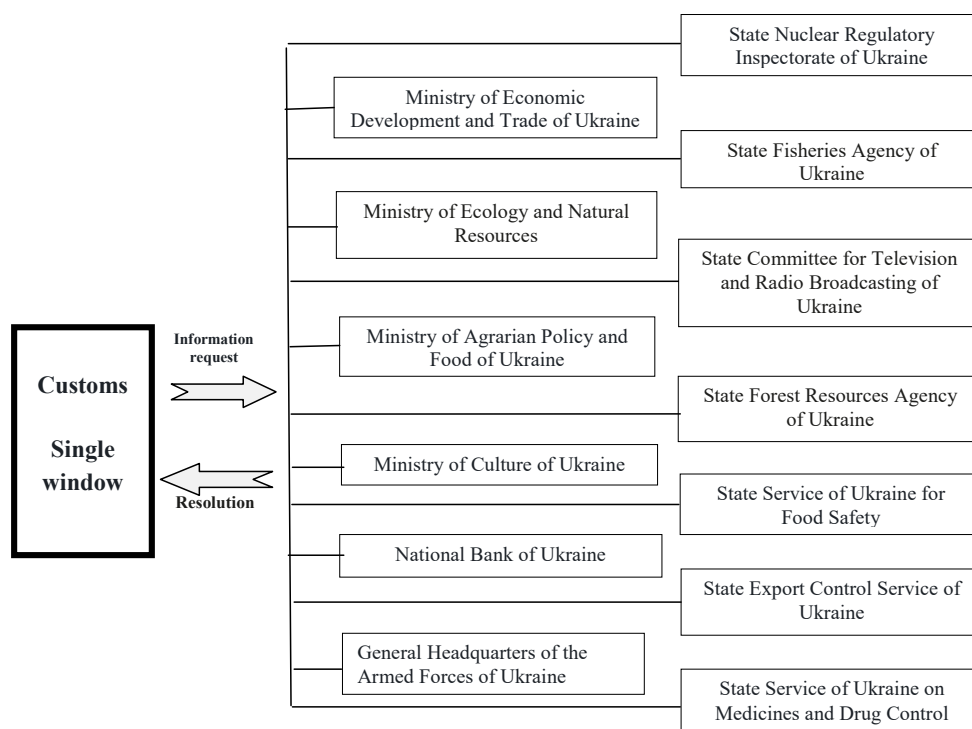 State Nuclear Regulatory
Inspectorate of Ukraine
Ministry of Economic
Development and Trade of Ukraine
State Fisheries Agency of
Ukraine
Ministry of Ecology and Natural
Resources
State Committee for Television
and Radio Broadcasting of
Ukraine
Customs
Single
window
Information
request
Resolution
Ministry of Agrarian Policy and
Food of Ukraine
State Forest Resources Agency
of Ukraine
Ministry of Culture of Ukraine
State Service of Ukraine for
Food Safety
National Bank of Ukraine
State Export Control Service of
Ukraine
General Headquarters of the
Armed Forces of Ukraine
State Service of Ukraine on
Medicines and Drug Control